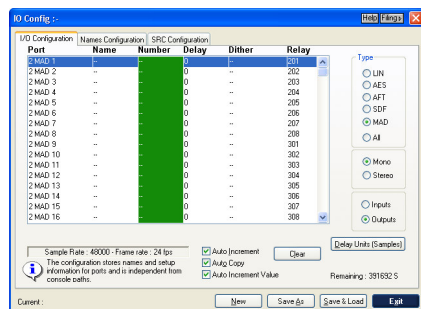 IO Config :-
Help Filings
I/O Configuration Names Configuration SRC Configuration
Port Name Number Delay Dither Relay
2 MAD 1 -- -- 0 -- 201
2 MAD 2 -- -- 0 -- 202
2 MAD 3 -- -- 0 -- 203
2 MAD 4 -- -- 0 -- 204
2 MAD 5 -- -- 0 -- 205
2 MAD 6 -- -- 0 -- 206
2 MAD 7 -- -- 0 -- 207
2 MAD 8 -- -- 0 -- 208
2 MAD 9 -- -- 0 -- 301
2 MAD 10 -- -- 0 -- 302
2 MAD 11 -- -- 0 -- 303
2 MAD 12 -- -- 0 -- 304
2 MAD 13 -- -- 0 -- 305
2 MAD 14 -- -- 0 -- 306
2 MAD 15 -- -- 0 -- 307
2 MAD 16 -- -- 0 -- 308
Type
LIN
AES
AFT
SDF
MAD
All
Mono
Stereo
Inputs
Outputs
Delay Units (Samples)
Sample Rate : 48000 - Frame rate : 24 fps
The configuration stores names and setup
information for ports and is independent from
console paths.
Auto Increment
Auto Copy
Auto Increment Value
Clear
Remaining : 391692 S
Current :
New Save As Save & Load Exit